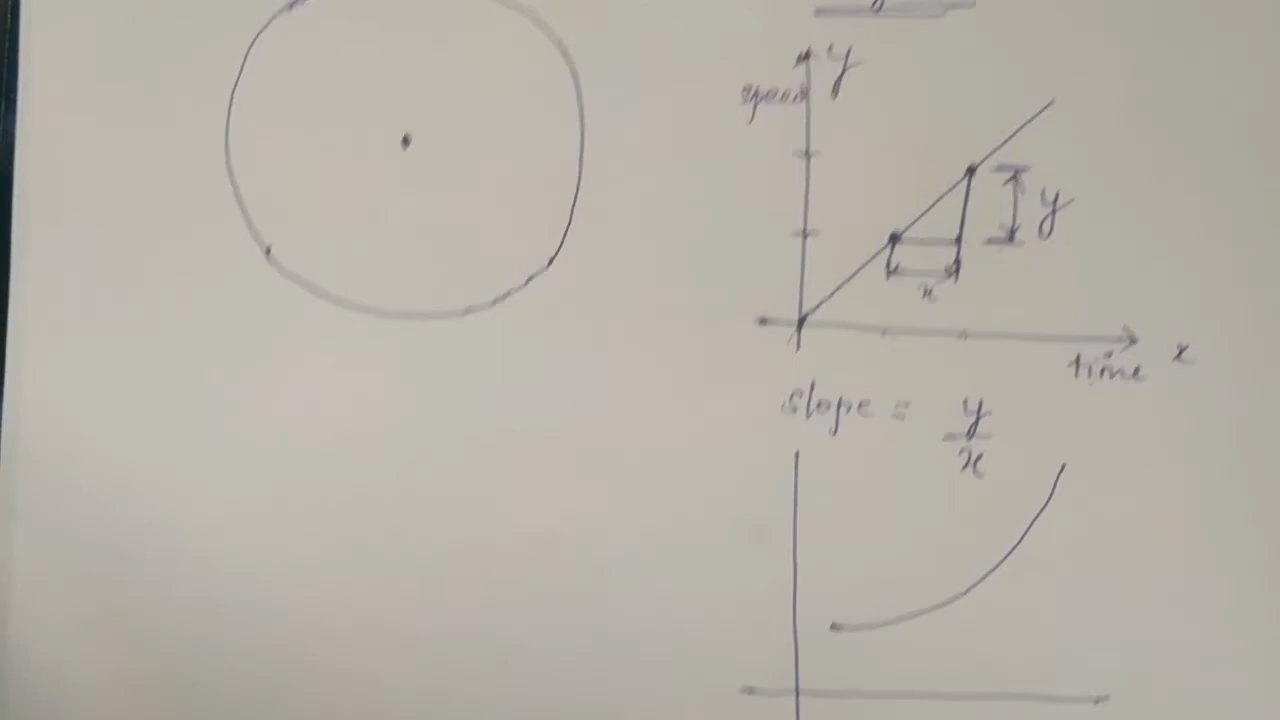 y
speed
y
x
time x
slope = y/x